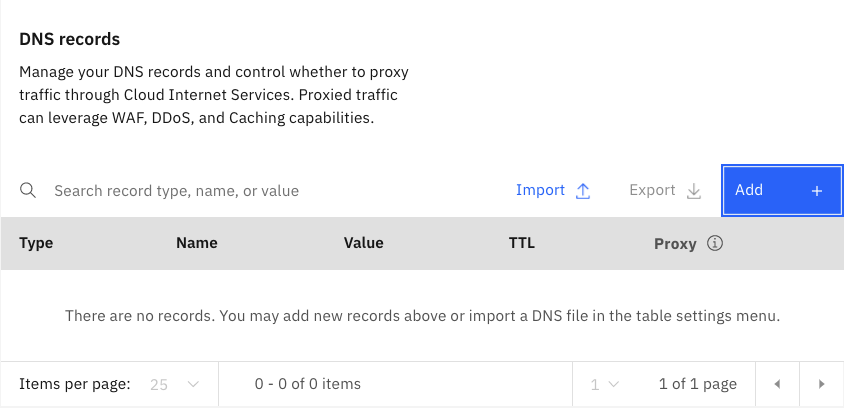 DNS records
Manage your DNS records and control whether to proxy
traffic through Cloud Internet Services. Proxied traffic
can leverage WAF, DDoS, and Caching capabilities.
Search record type, name, or value Import Export Add +
Type Name Value TTL Proxy
There are no records. You may add new records above or import a DNS file in the table settings menu.
Items per page: 25 0 - 0 of 0 items 1 1 of 1 page